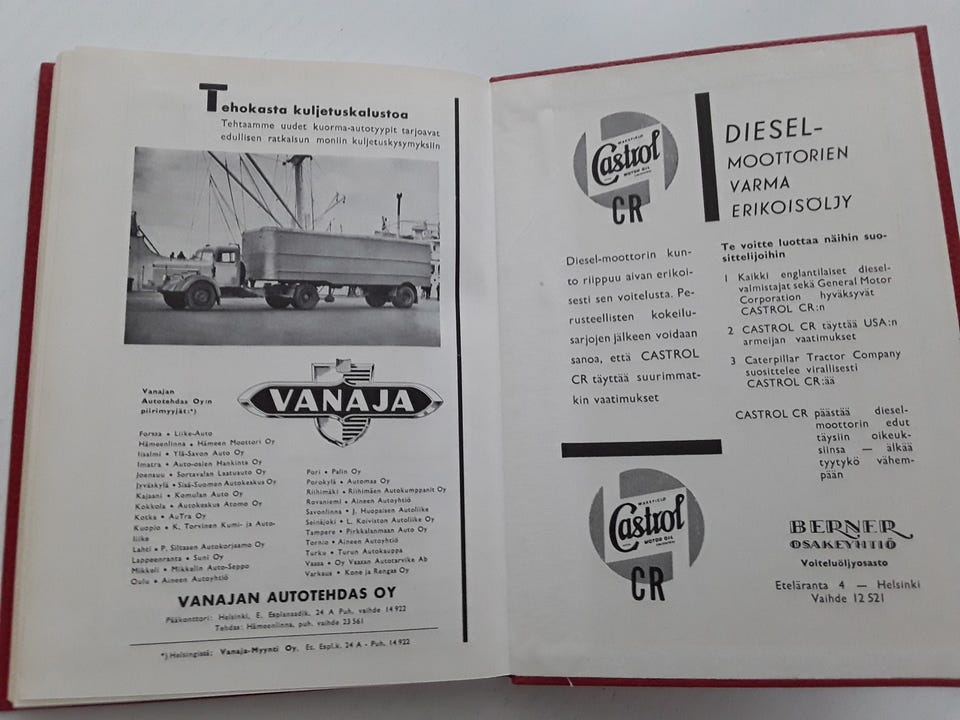 Tehokasta kuljetuskalustoa
Tehtaamme uudet kuorma-autotyypit tarjoavat
edullisen ratkaisun moniin kuljetuskysymyksiin
Vanajan
Autotehdas Oy:n
piirimyyjät:*)
VANAJA
Forssa • Liike-Auto
Hämeenlinna • Hämeen Moottori Oy
Iisalmi • Ylä-Savon Auto Oy
Imatra • Auto-osien Hankinta Oy
Joensuu • Sortavalan Laatuauto Oy
Jyväskylä • Sisä-Suomen Autokeskus Oy
Kajaani • Komulan Auto Oy
Kokkola • Autokeskus Atomo Oy
Kotka • AuTra Oy
Kuopio • K. Torvinen Kumi- ja Auto-
liike
Lahti • P. Siltasen Autokorjaamo Oy
Lappeenranta • Suni Oy
Mikkeli • Mikkelin Auto-Seppo
Oulu • Aineen Autoyhtiö
Pori • Palin Oy
Porokylä • Automaa Oy
Riihimäki • Riihimäen Autokumppanit Oy
Rovaniemi • Aineen Autoyhtiö
Savonlinna • J. Huopaisen Autoliike
Seinäjoki • L. Koiviston Autoliike Oy
Tampere • Pirkkalanmaan Auto Oy
Tornio • Aineen Autoyhtiö
Turku • Turun Autokauppa
Vaasa • Oy Vaasan Autotarvike Ab
Varkaus • Kone ja Rengas Oy
VANAJAN AUTOTEHDAS OY
Pääkonttori: Helsinki, E. Esplanaadik. 24 A Puh. vaihde 14 922
Tehdas: Hämeenlinna, puh. vaihde 23 561
*) Helsingissä: Vanaja-Myynti Oy, Et. Espl.k. 24 A - Puh. 14 922
WAKEFIELD
Castrol
MOTOR OIL
CR
DIESEL-
MOOTTORIEN
VARMA
ERIKOISÖLJY
Diesel-moottorin kun-
to riippuu aivan erikoi-
sesti sen voitelusta. Pe-
rusteellisten kokeilu-
sarjojen jälkeen voidaan
sanoa, että CASTROL
CR täyttää suurimmat-
kin vaatimukset
Te voitte luottaa näihin suo-
sittelijoihin
1 Kaikki englantilaiset diesel-
valmistajat sekä General Motor
Corporation hyväksyvät
CASTROL CR:n
2 CASTROL CR täyttää USA:n
armeijan vaatimukset
3 Caterpillar Tractor Company
suosittelee virallisesti
CASTROL CR:ää
CASTROL CR päästää diesel-
moottorin edut
täysiin oikeuk-
siinsa — älkää
tyytykö vähem-
pään
WAKEFIELD
Castrol
MOTOR OIL
CR
BERNER
OSAKEYHTIÖ
Voiteluöljyosasto
Eteläranta 4 — Helsinki
Vaihde 12 521